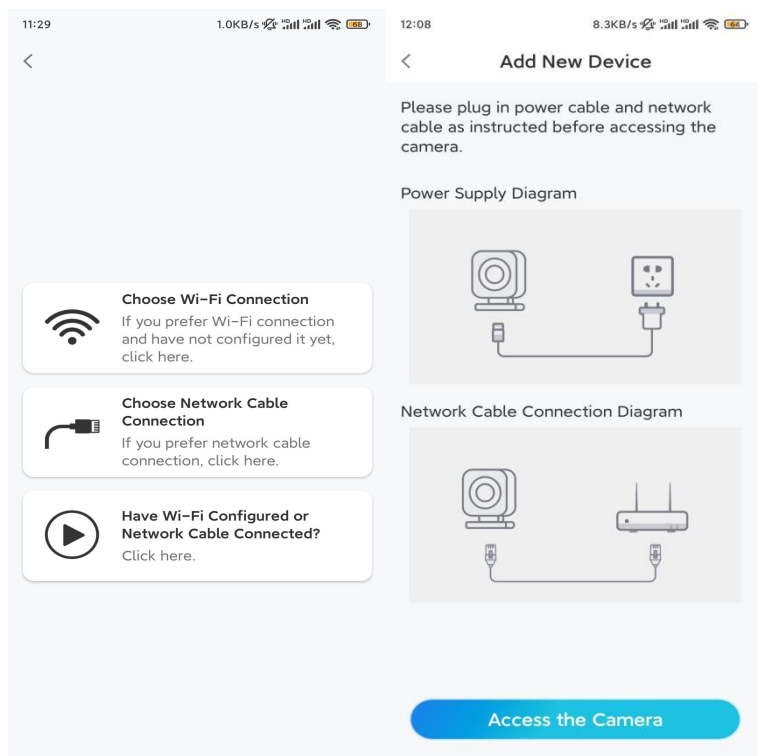 11:29
1.0KB/s HD HD 68
Choose Wi-Fi Connection
If you prefer Wi-Fi connection
and have not configured it yet,
click here.
Choose Network Cable
Connection
If you prefer network cable
connection, click here.
Have Wi-Fi Configured or
Network Cable Connected?
Click here.
12:08
8.3KB/s HD HD 64
Add New Device
Please plug in power cable and network
cable as instructed before accessing the
camera.
Power Supply Diagram
Network Cable Connection Diagram
Access the Camera